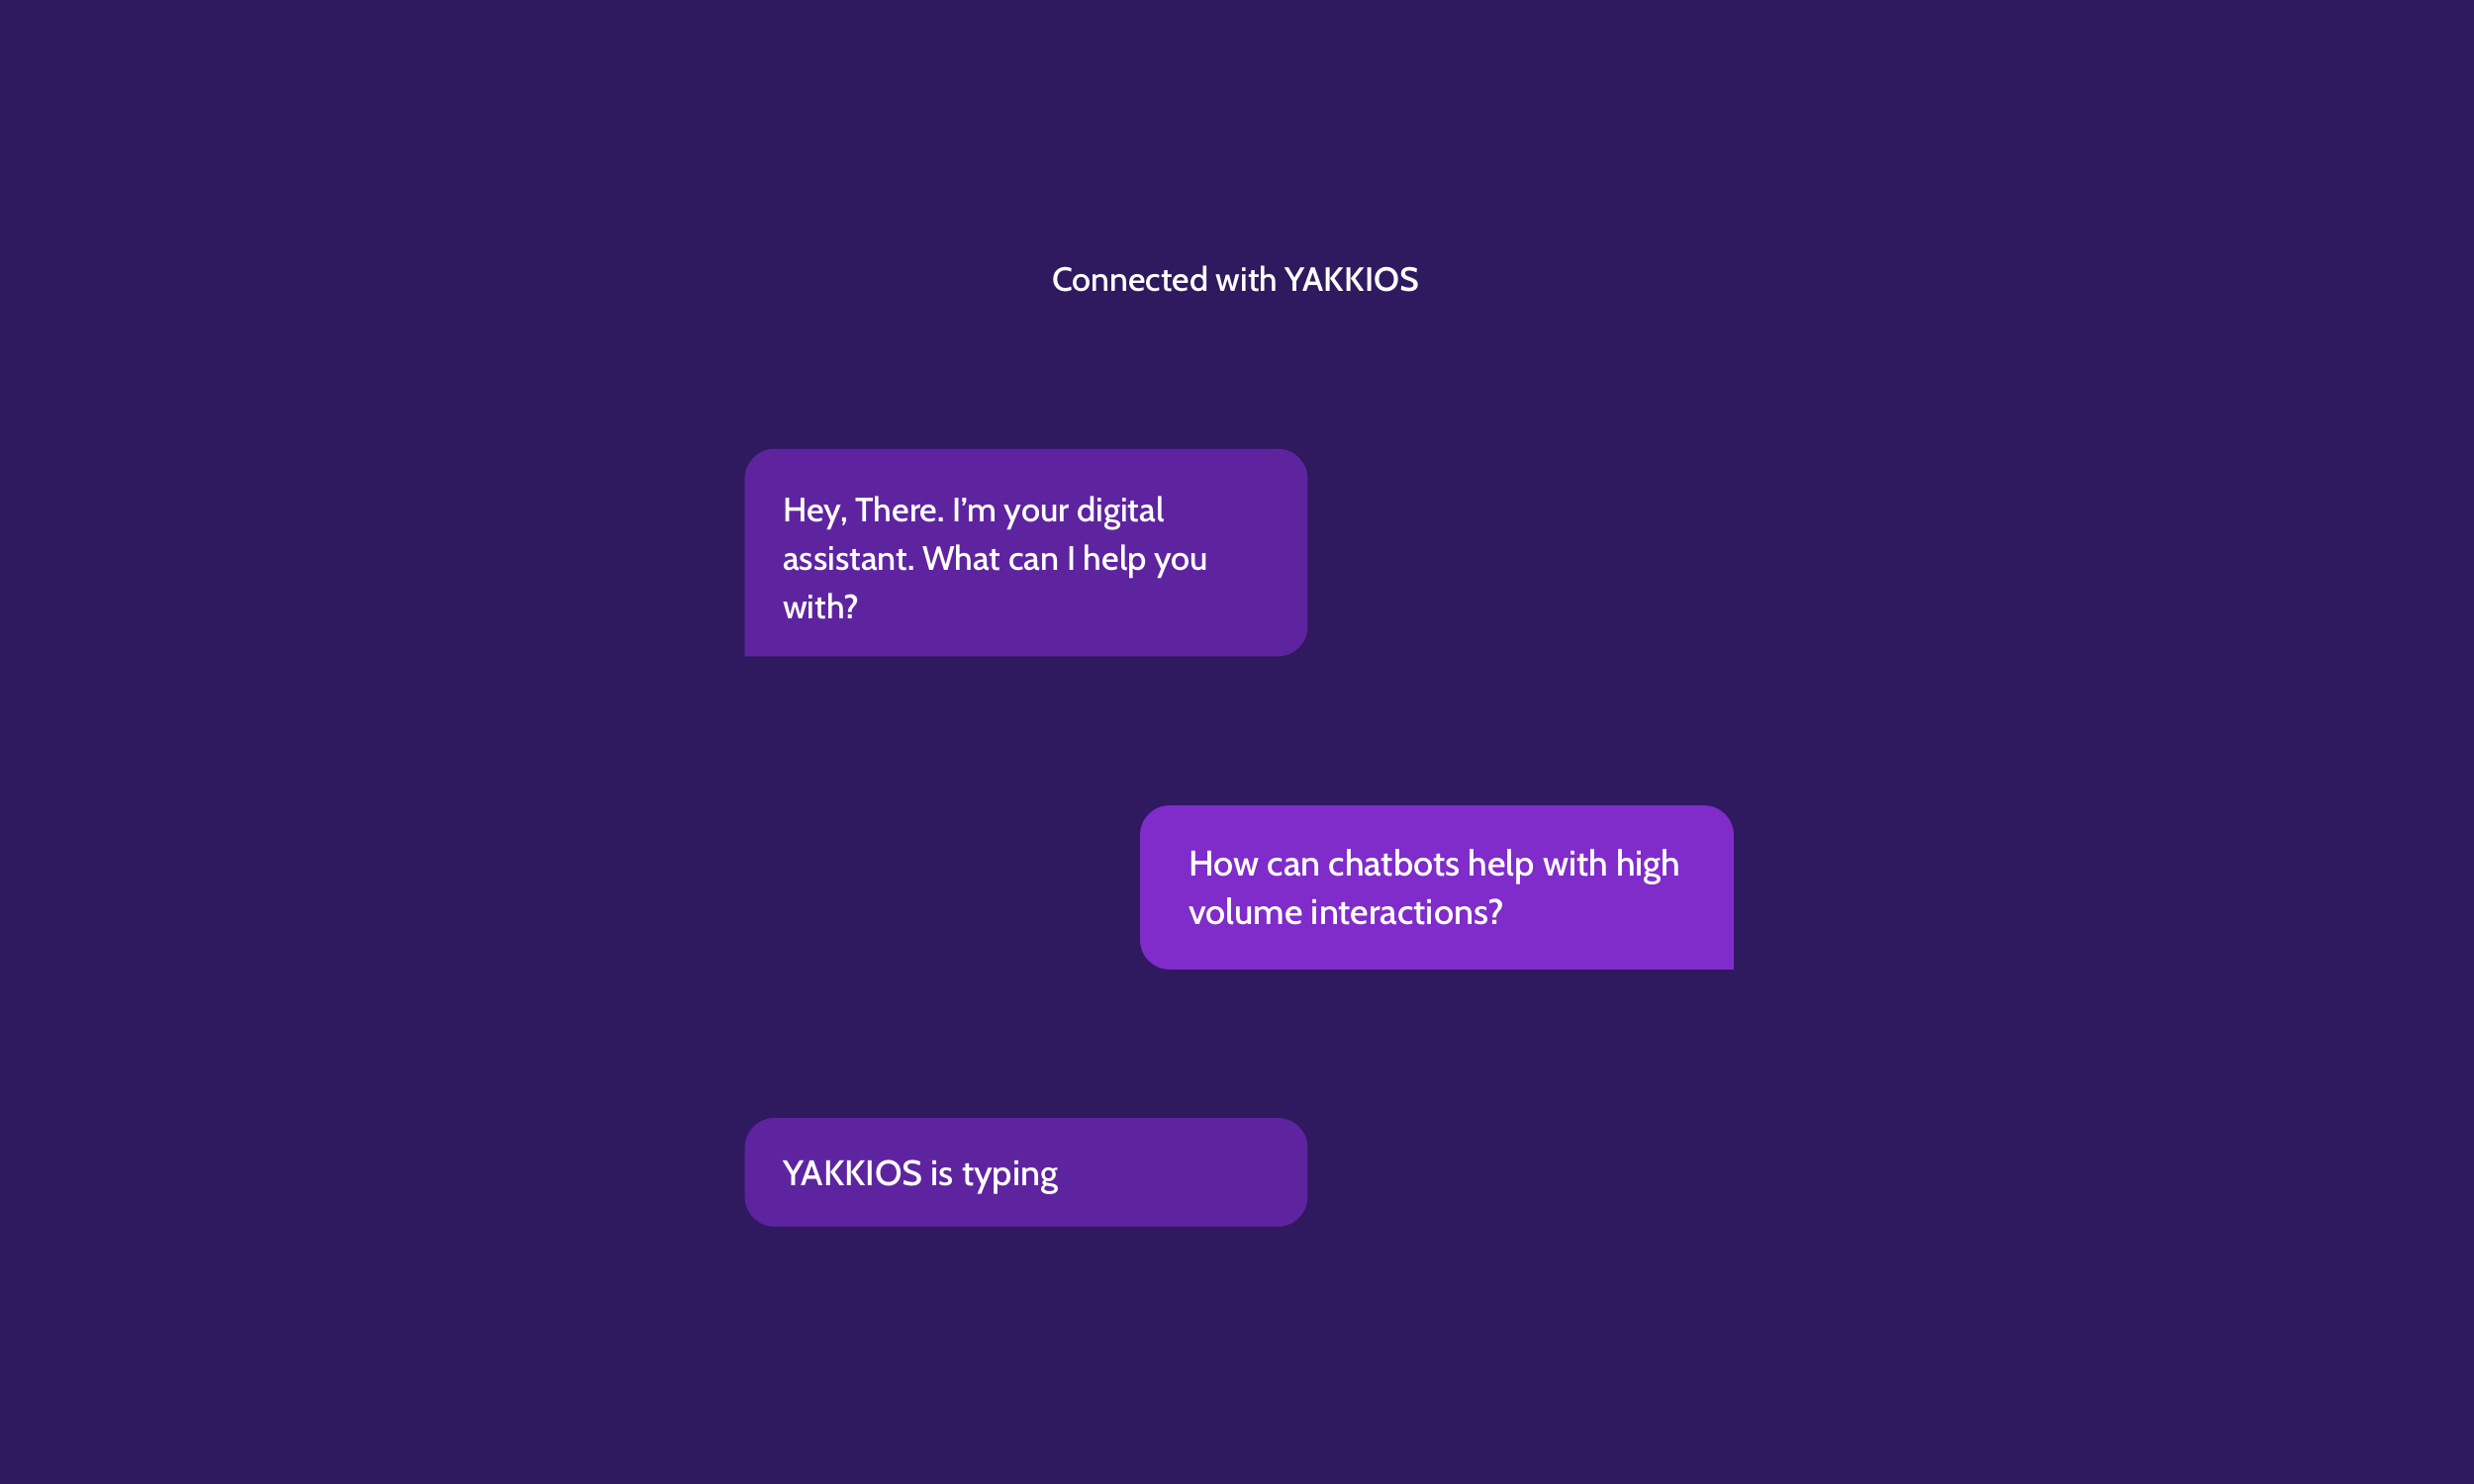 Connected with YAKKIOS
Hey, There. I’m your digital
assistant. What can I help you
with?
How can chatbots help with high
volume interactions?
YAKKIOS is typing